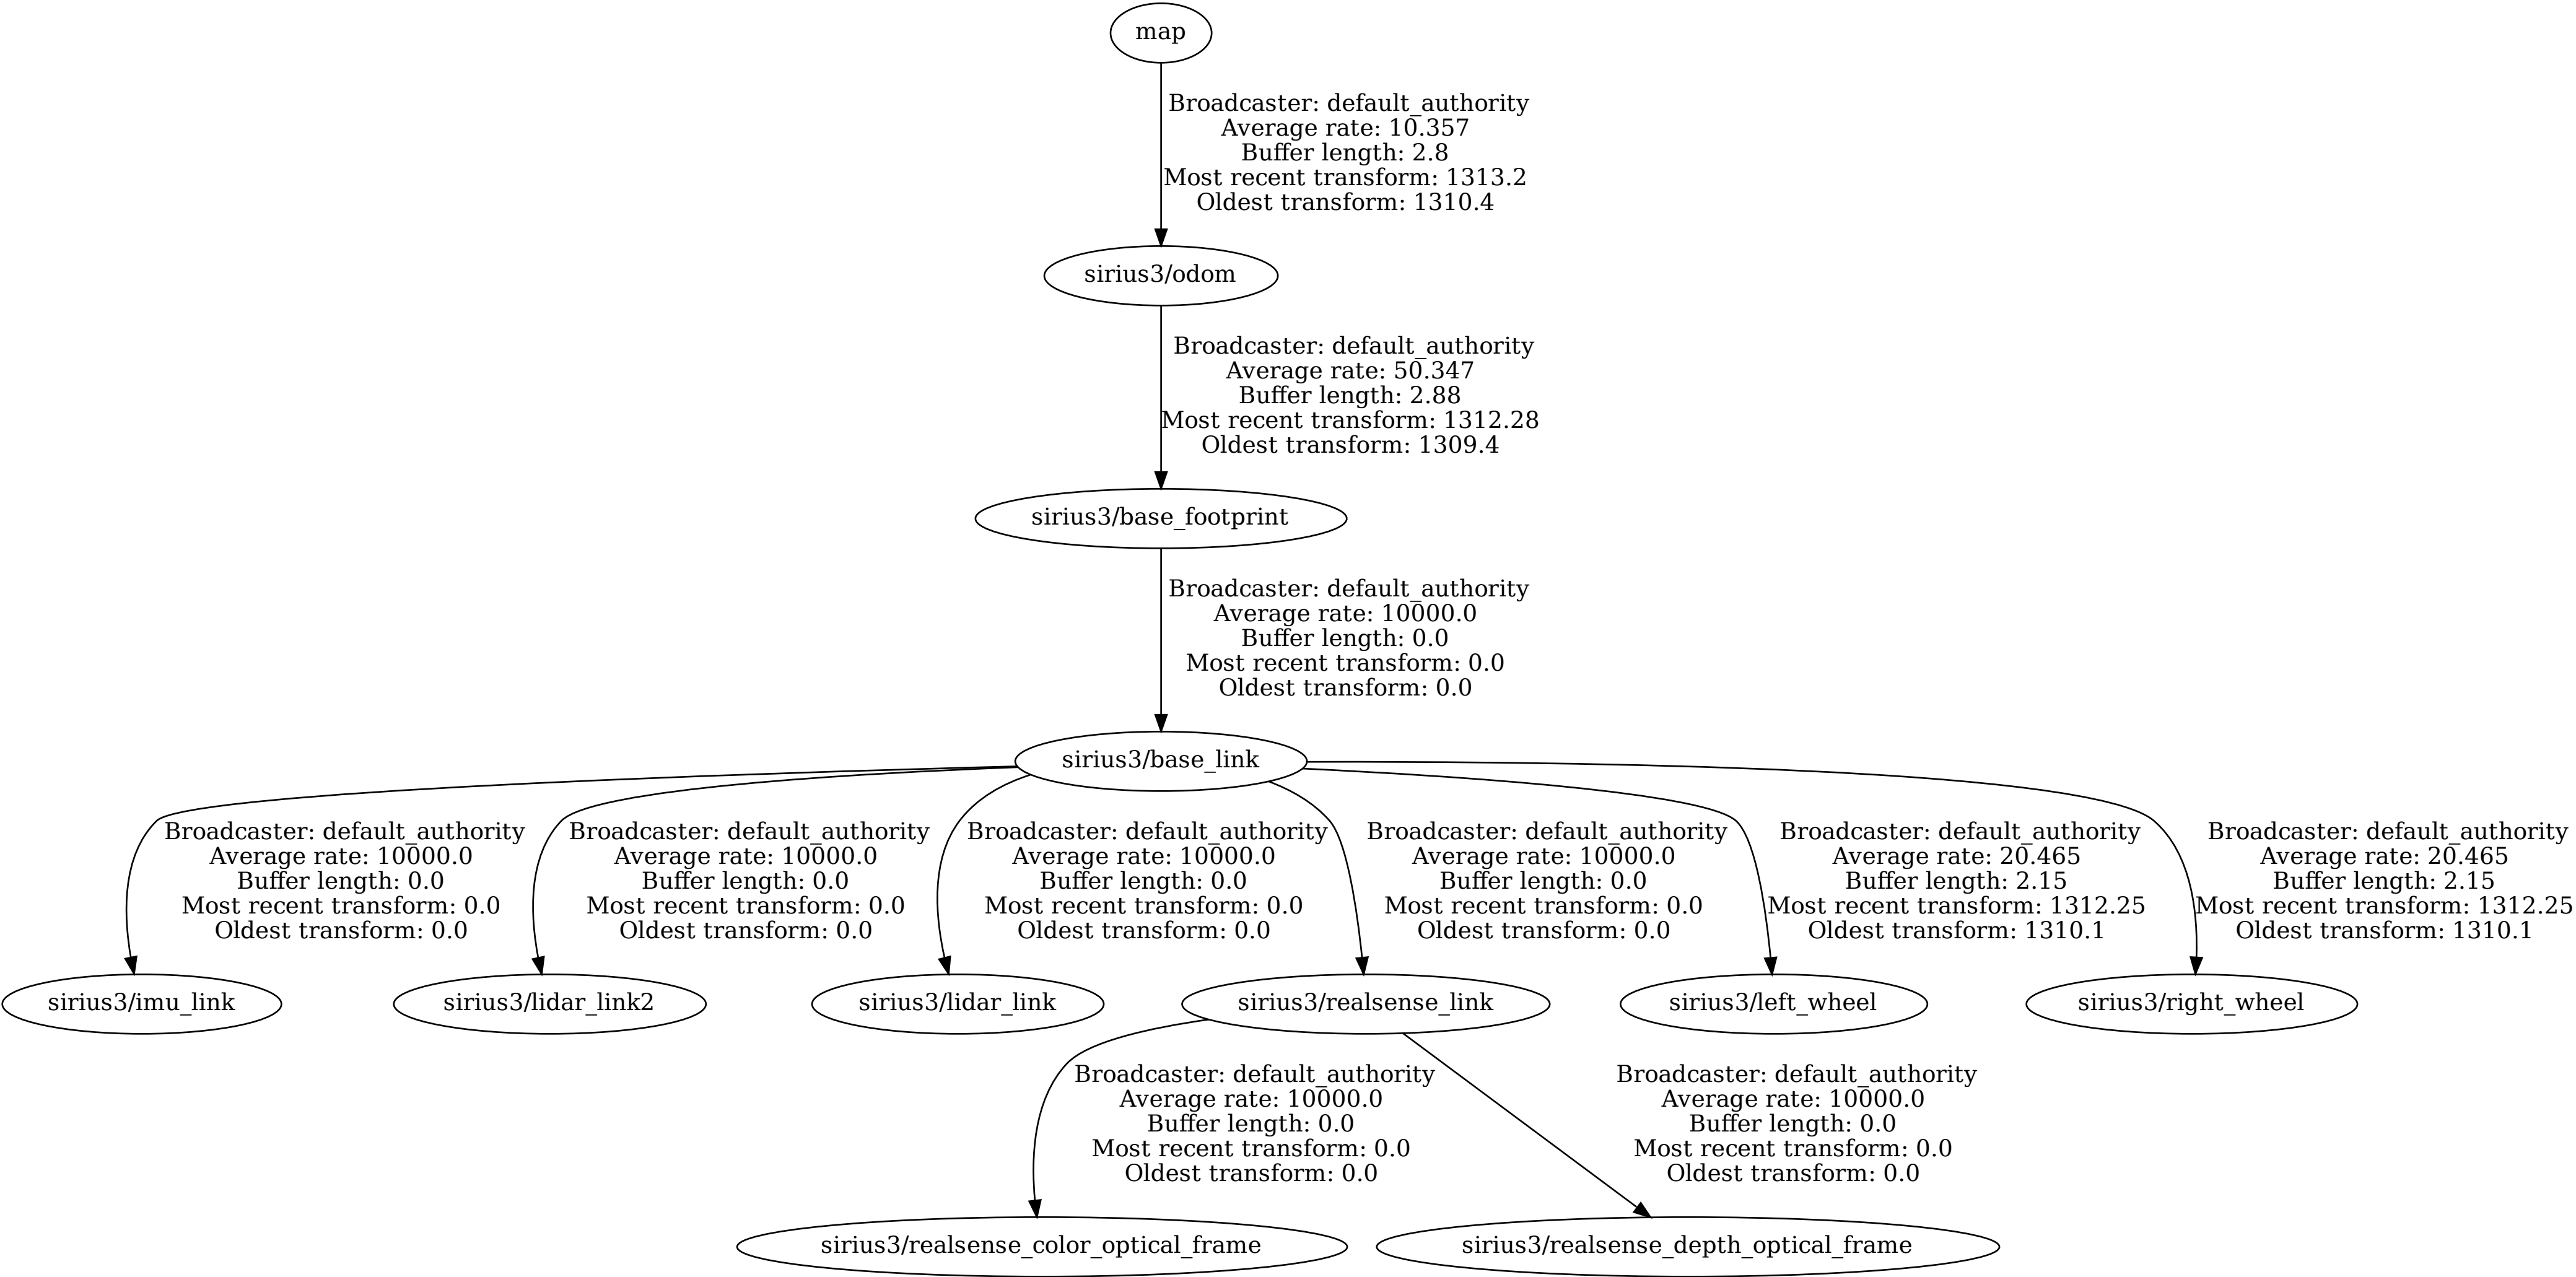 map
Broadcaster: default_authority
Average rate: 10.357
Buffer length: 2.8
Most recent transform: 1313.2
Oldest transform: 1310.4
sirius3/odom
Broadcaster: default_authority
Average rate: 50.347
Buffer length: 2.88
Most recent transform: 1312.28
Oldest transform: 1309.4
sirius3/base_footprint
Broadcaster: default_authority
Average rate: 10000.0
Buffer length: 0.0
Most recent transform: 0.0
Oldest transform: 0.0
sirius3/base_link
Broadcaster: default_authority
Average rate: 10000.0
Buffer length: 0.0
Most recent transform: 0.0
Oldest transform: 0.0
Broadcaster: default_authority
Average rate: 10000.0
Buffer length: 0.0
Most recent transform: 0.0
Oldest transform: 0.0
Broadcaster: default_authority
Average rate: 10000.0
Buffer length: 0.0
Most recent transform: 0.0
Oldest transform: 0.0
Broadcaster: default_authority
Average rate: 10000.0
Buffer length: 0.0
Most recent transform: 0.0
Oldest transform: 0.0
Broadcaster: default_authority
Average rate: 20.465
Buffer length: 2.15
Most recent transform: 1312.25
Oldest transform: 1310.1
Broadcaster: default_authority
Average rate: 20.465
Buffer length: 2.15
Most recent transform: 1312.25
Oldest transform: 1310.1
sirius3/imu_link
sirius3/lidar_link2
sirius3/lidar_link
sirius3/realsense_link
sirius3/left_wheel
sirius3/right_wheel
Broadcaster: default_authority
Average rate: 10000.0
Buffer length: 0.0
Most recent transform: 0.0
Oldest transform: 0.0
Broadcaster: default_authority
Average rate: 10000.0
Buffer length: 0.0
Most recent transform: 0.0
Oldest transform: 0.0
sirius3/realsense_color_optical_frame
sirius3/realsense_depth_optical_frame